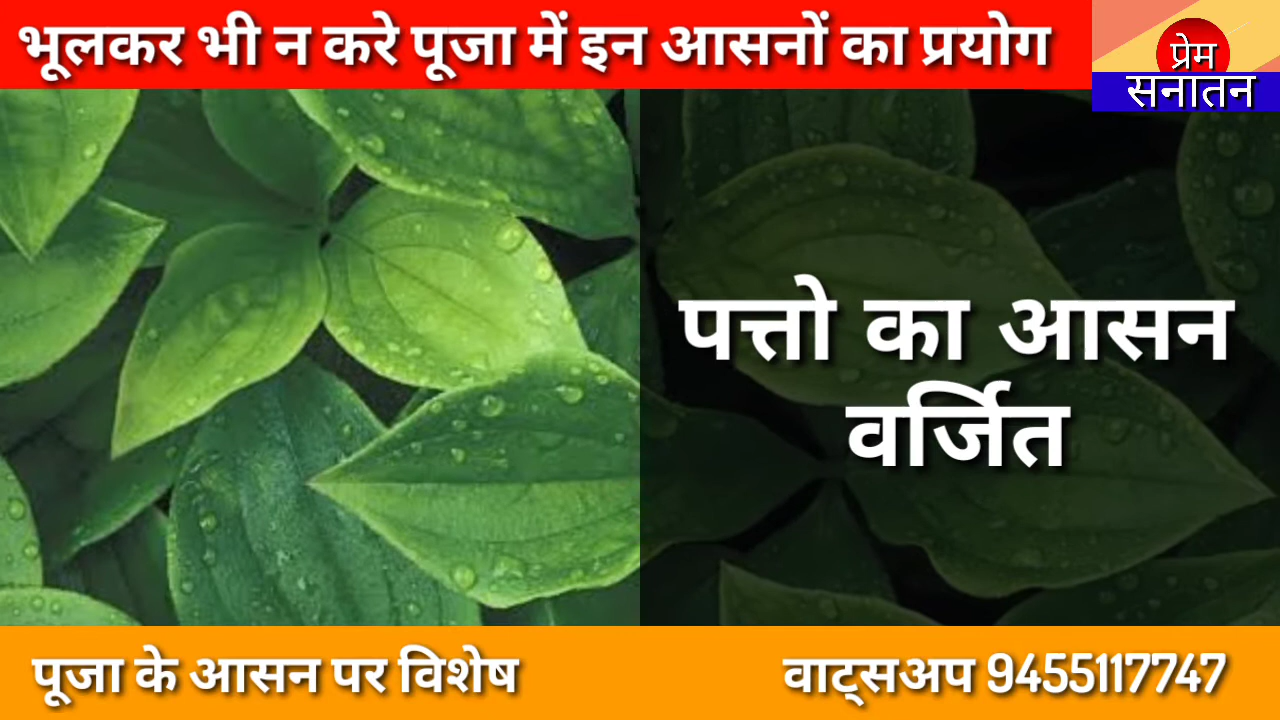 भूलकर भी न करे पूजा में इन आसनों का प्रयोग
प्रेम
सनातन
पत्तो का आसन
वर्जित
पूजा के आसन पर विशेष
वाट्सअप 9455117747